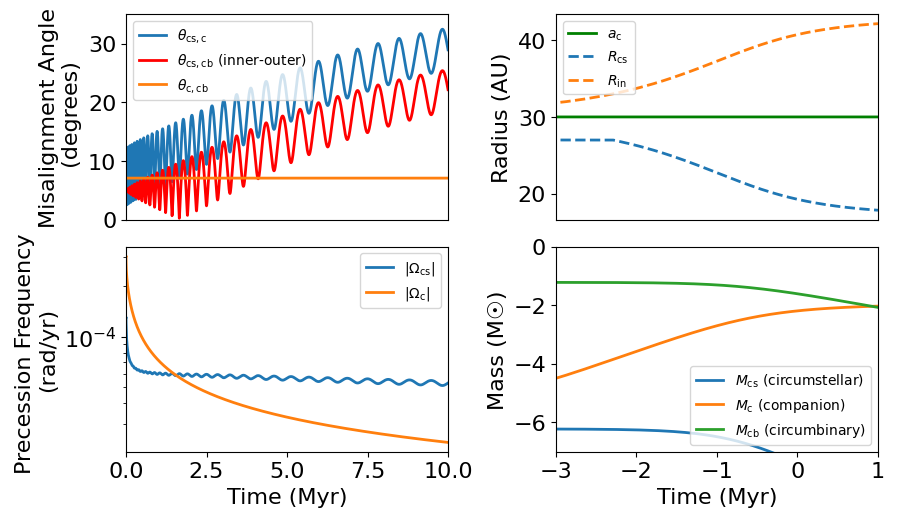 Misalignment Angle
(degrees)
30
20
10
0
θcs, c
θcs, cb (inner-outer)
θc, cb
Radius (AU)
40
30
20
ac
Rcs
Rin
Precession Frequency
(rad/yr)
10−4
|Ωcs|
|Ωc|
0.0 2.5 5.0 7.5 10.0
Time (Myr)
Mass (M☉)
0
−2
−4
−6
Mcs (circumstellar)
Mc (companion)
Mcb (circumbinary)
−3 −2 −1 0 1
Time (Myr)